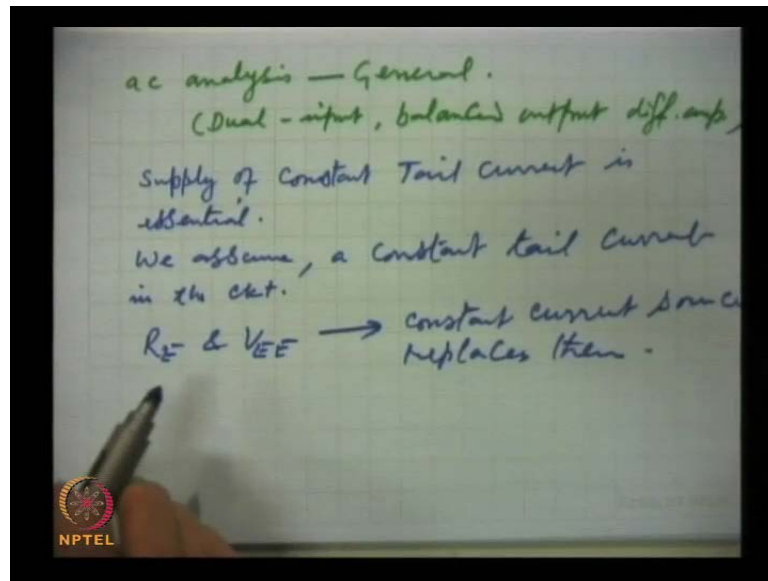 ac analysis — General.
(Dual-input, balanced output diff. amp,
Supply of Constant Tail Current is
essential.
We assume, a constant tail current
in the ckt.
RE & VEE → constant current source
replaces them.
NPTEL